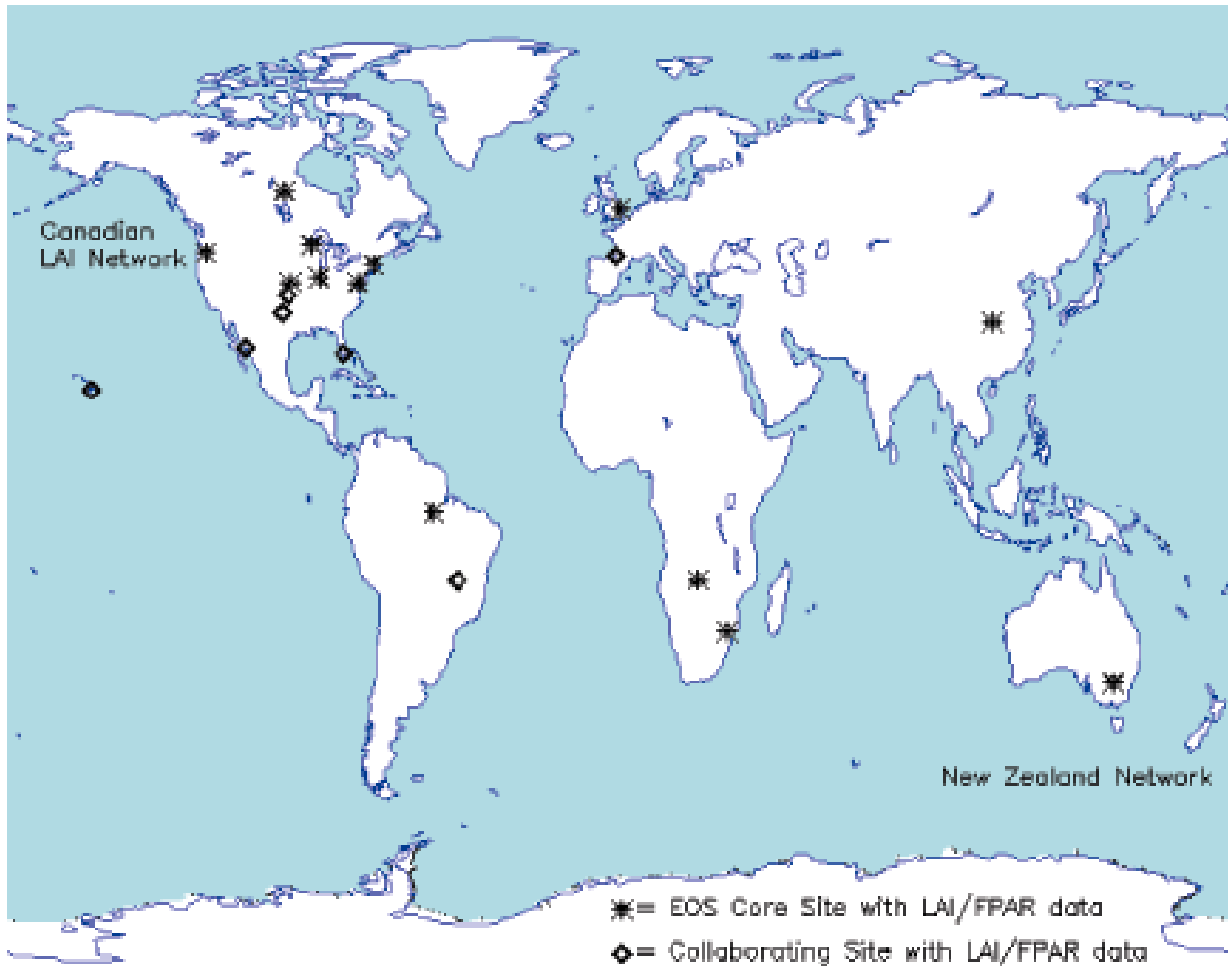 Canadian
LAI Network
New Zealand Network
= EOS Core Site with LAI/FPAR data
= Collaborating Site with LAI/FPAR data